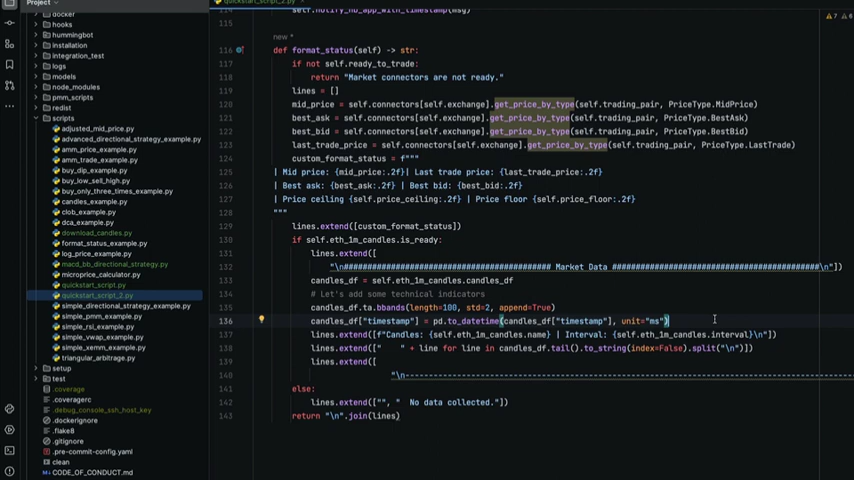 Project
docker
hooks
hummingbot
installation
integration_test
logs
models
node_modules
pmm_scripts
redist
scripts
adjusted_mid_price.py
advanced_directional_strategy_example.py
amm_price_example.py
amm_trade_example.py
buy_dip_example.py
buy_low_sell_high.py
buy_only_three_times_example.py
candles_example.py
clob_example.py
dca_example.py
download_candles.py
format_status_example.py
log_price_example.py
macd_bb_directional_strategy.py
microprice_calculator.py
quickstart_script.py
quickstart_script_2.py
simple_directional_strategy_example.py
simple_pmm_example.py
simple_rsi_example.py
simple_vwap_example.py
simple_xemm_example.py
triangular_arbitrage.py
setup
test
.coverage
.coveragerc
.debug_console_ssh_host_key
.dockerignore
.flake8
.gitignore
.pre-commit-config.yaml
clean
CODE_OF_CONDUCT.md
quickstart_script_2.py
7 6
114 self.notify_hb_app_with_timestamp(msg)
115
new *
116 def format_status(self) -> str:
117 if not self.ready_to_trade:
118 return "Market connectors are not ready."
119 lines = []
120 mid_price = self.connectors[self.exchange].get_price_by_type(self.trading_pair, PriceType.MidPrice)
121 best_ask = self.connectors[self.exchange].get_price_by_type(self.trading_pair, PriceType.BestAsk)
122 best_bid = self.connectors[self.exchange].get_price_by_type(self.trading_pair, PriceType.BestBid)
123 last_trade_price = self.connectors[self.exchange].get_price_by_type(self.trading_pair, PriceType.LastTrade)
124 custom_format_status = f"""
125 | Mid price: {mid_price:.2f}| Last trade price: {last_trade_price:.2f}
126 | Best ask: {best_ask:.2f} | Best bid: {best_bid:.2f}
127 | Price ceiling {self.price_ceiling:.2f} | Price floor {self.price_floor:.2f}
128 """
129 lines.extend([custom_format_status])
130 if self.eth_1m_candles.is_ready:
131 lines.extend([
132 "\n############################################ Market Data ############################################\n"])
133 candles_df = self.eth_1m_candles.candles_df
134 # Let's add some technical indicators
135 candles_df.ta.bbands(length=100, std=2, append=True)
136 candles_df["timestamp"] = pd.to_datetime(candles_df["timestamp"], unit="ms")
137 lines.extend([f"Candles: {self.eth_1m_candles.name} | Interval: {self.eth_1m_candles.interval}\n"])
138 lines.extend(["    " + line for line in candles_df.tail().to_string(index=False).split("\n")])
139 lines.extend([
140 "\n-----------------------------------------------------------------------------------
141 else:
142 lines.extend(["", "  No data collected."])
143 return "\n".join(lines)